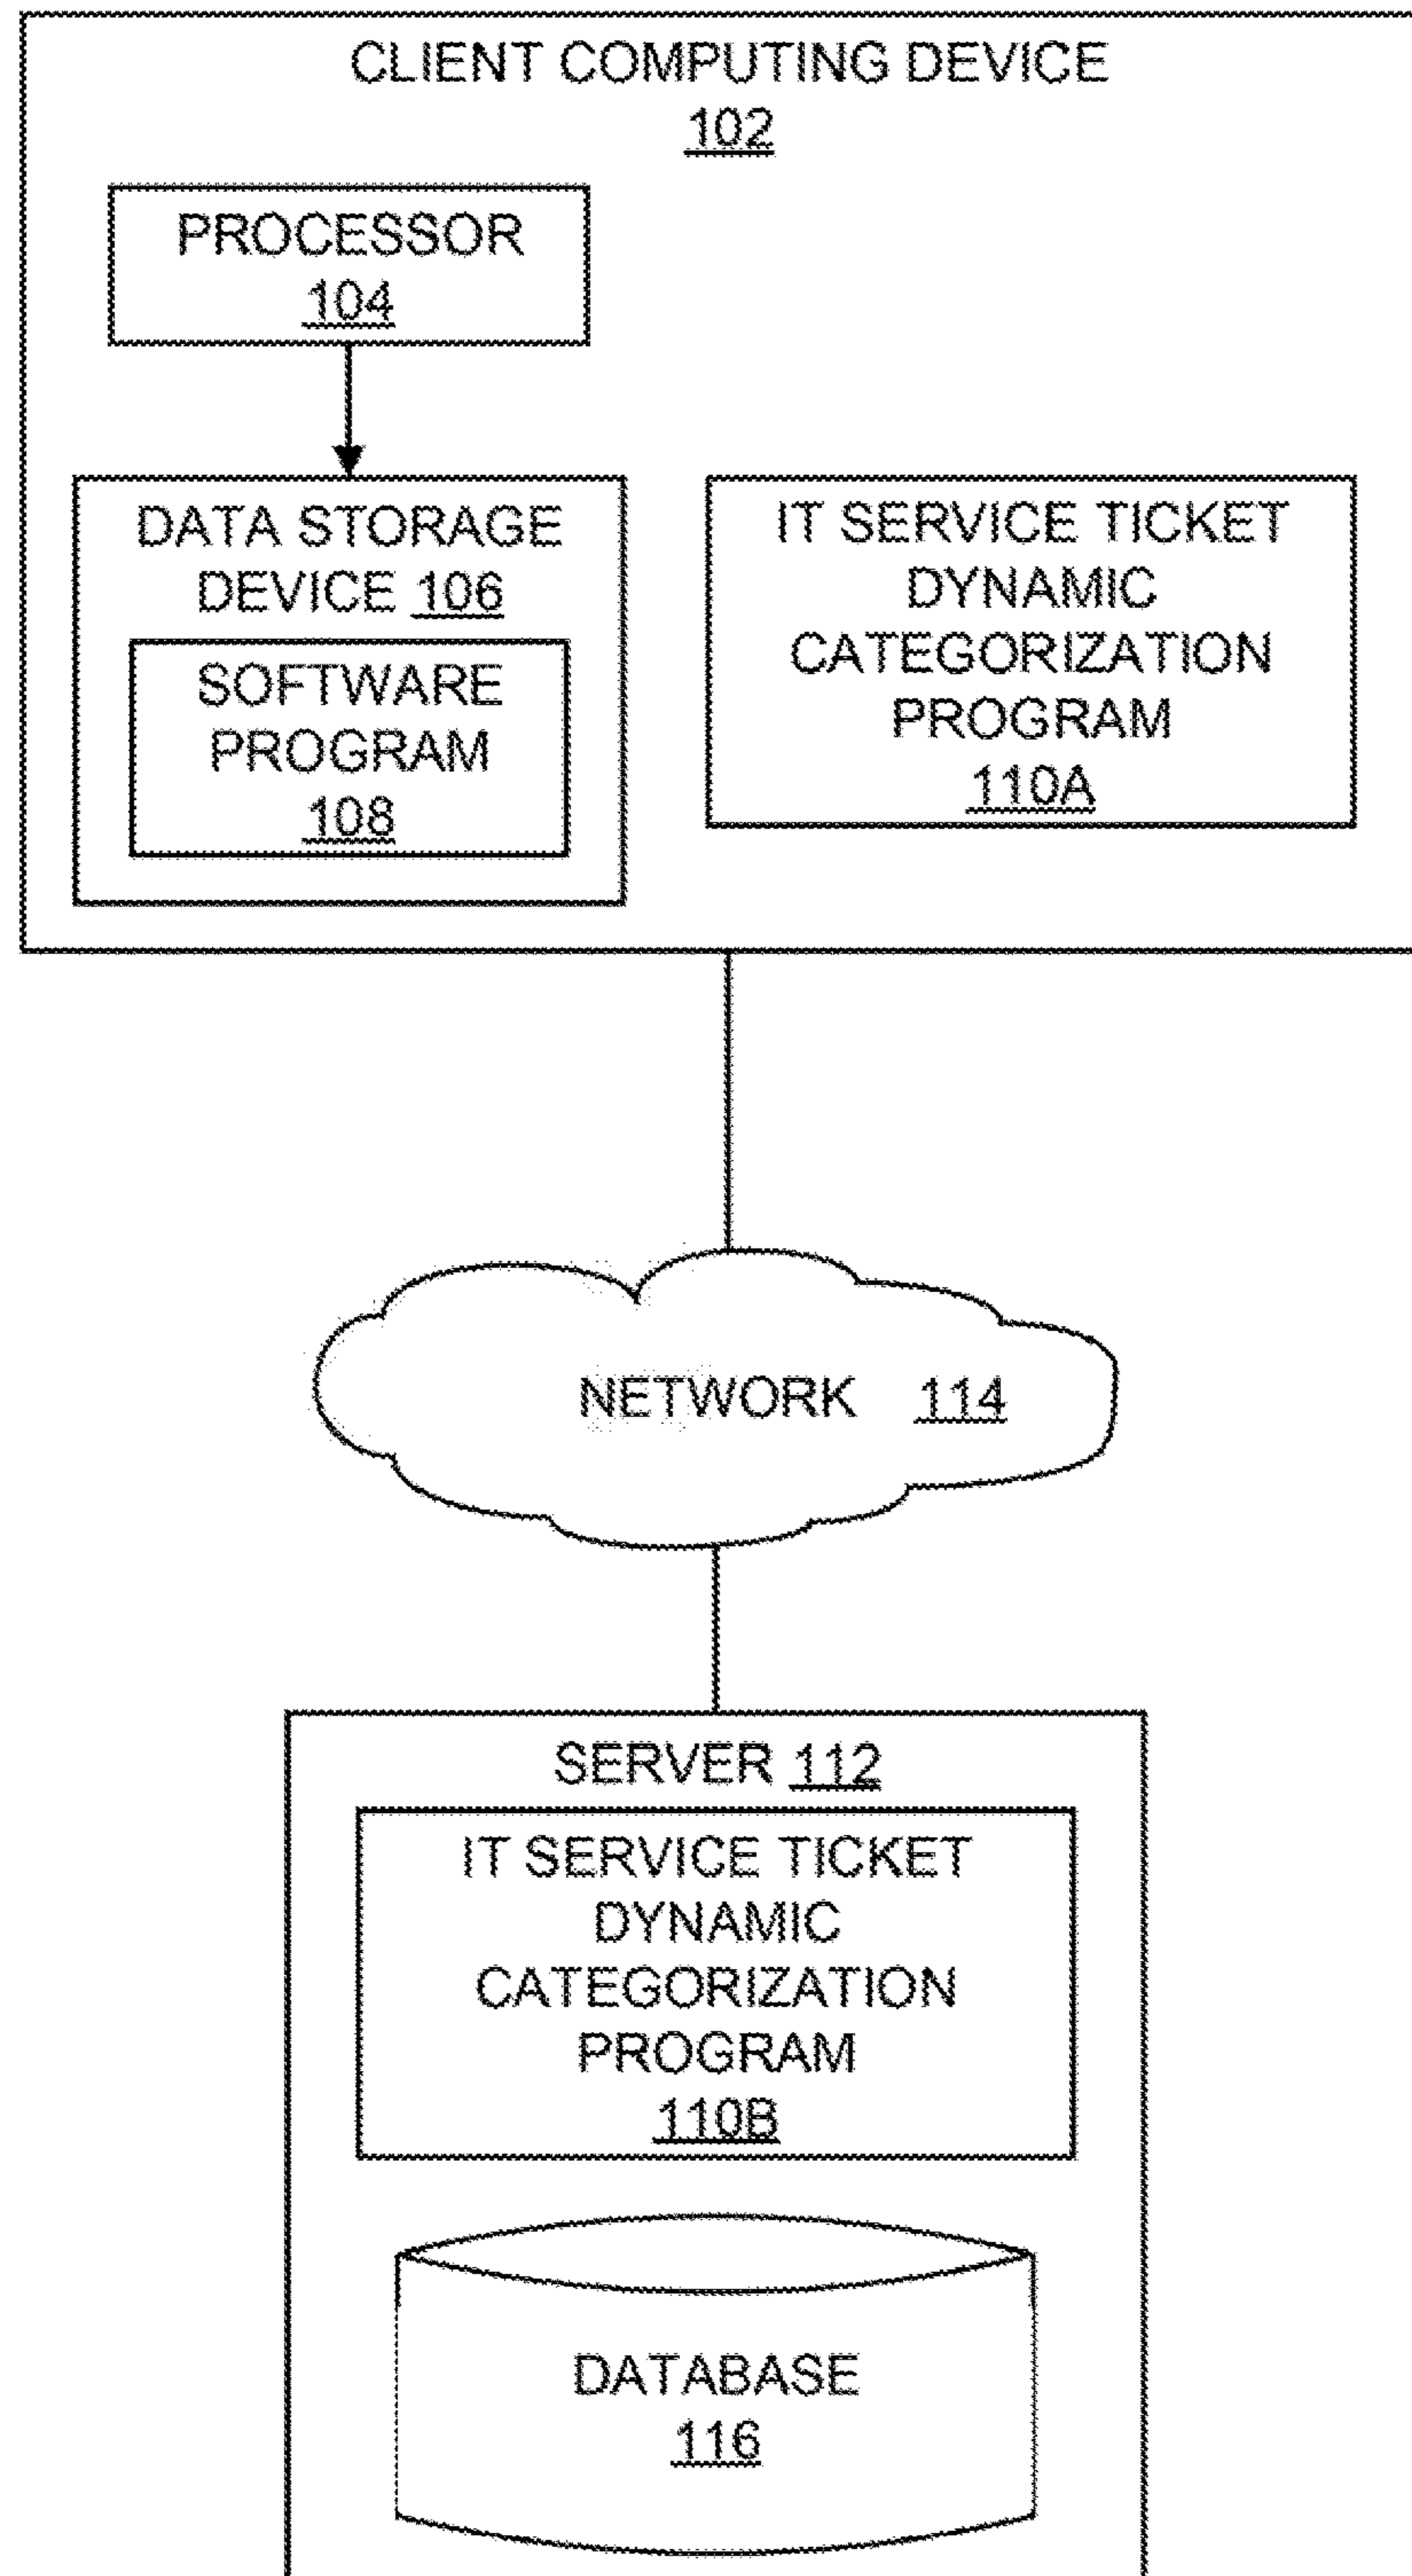 CLIENT COMPUTING DEVICE
102
PROCESSOR
104
DATA STORAGE
DEVICE 106
SOFTWARE
PROGRAM
108
IT SERVICE TICKET
DYNAMIC
CATEGORIZATION
PROGRAM
110A
NETWORK 114
SERVER 112
IT SERVICE TICKET
DYNAMIC
CATEGORIZATION
PROGRAM
110B
DATABASE
116